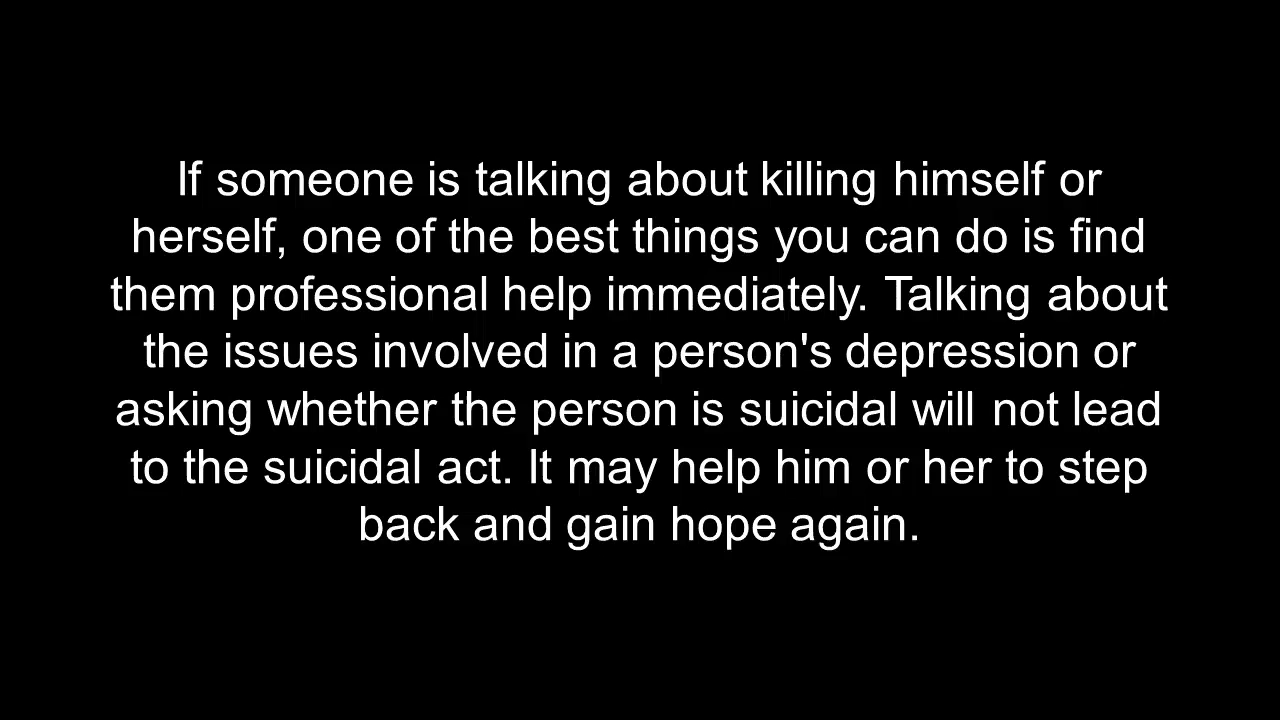 If someone is talking about killing himself or
herself, one of the best things you can do is find
them professional help immediately. Talking about
the issues involved in a person's depression or
asking whether the person is suicidal will not lead
to the suicidal act. It may help him or her to step
back and gain hope again.